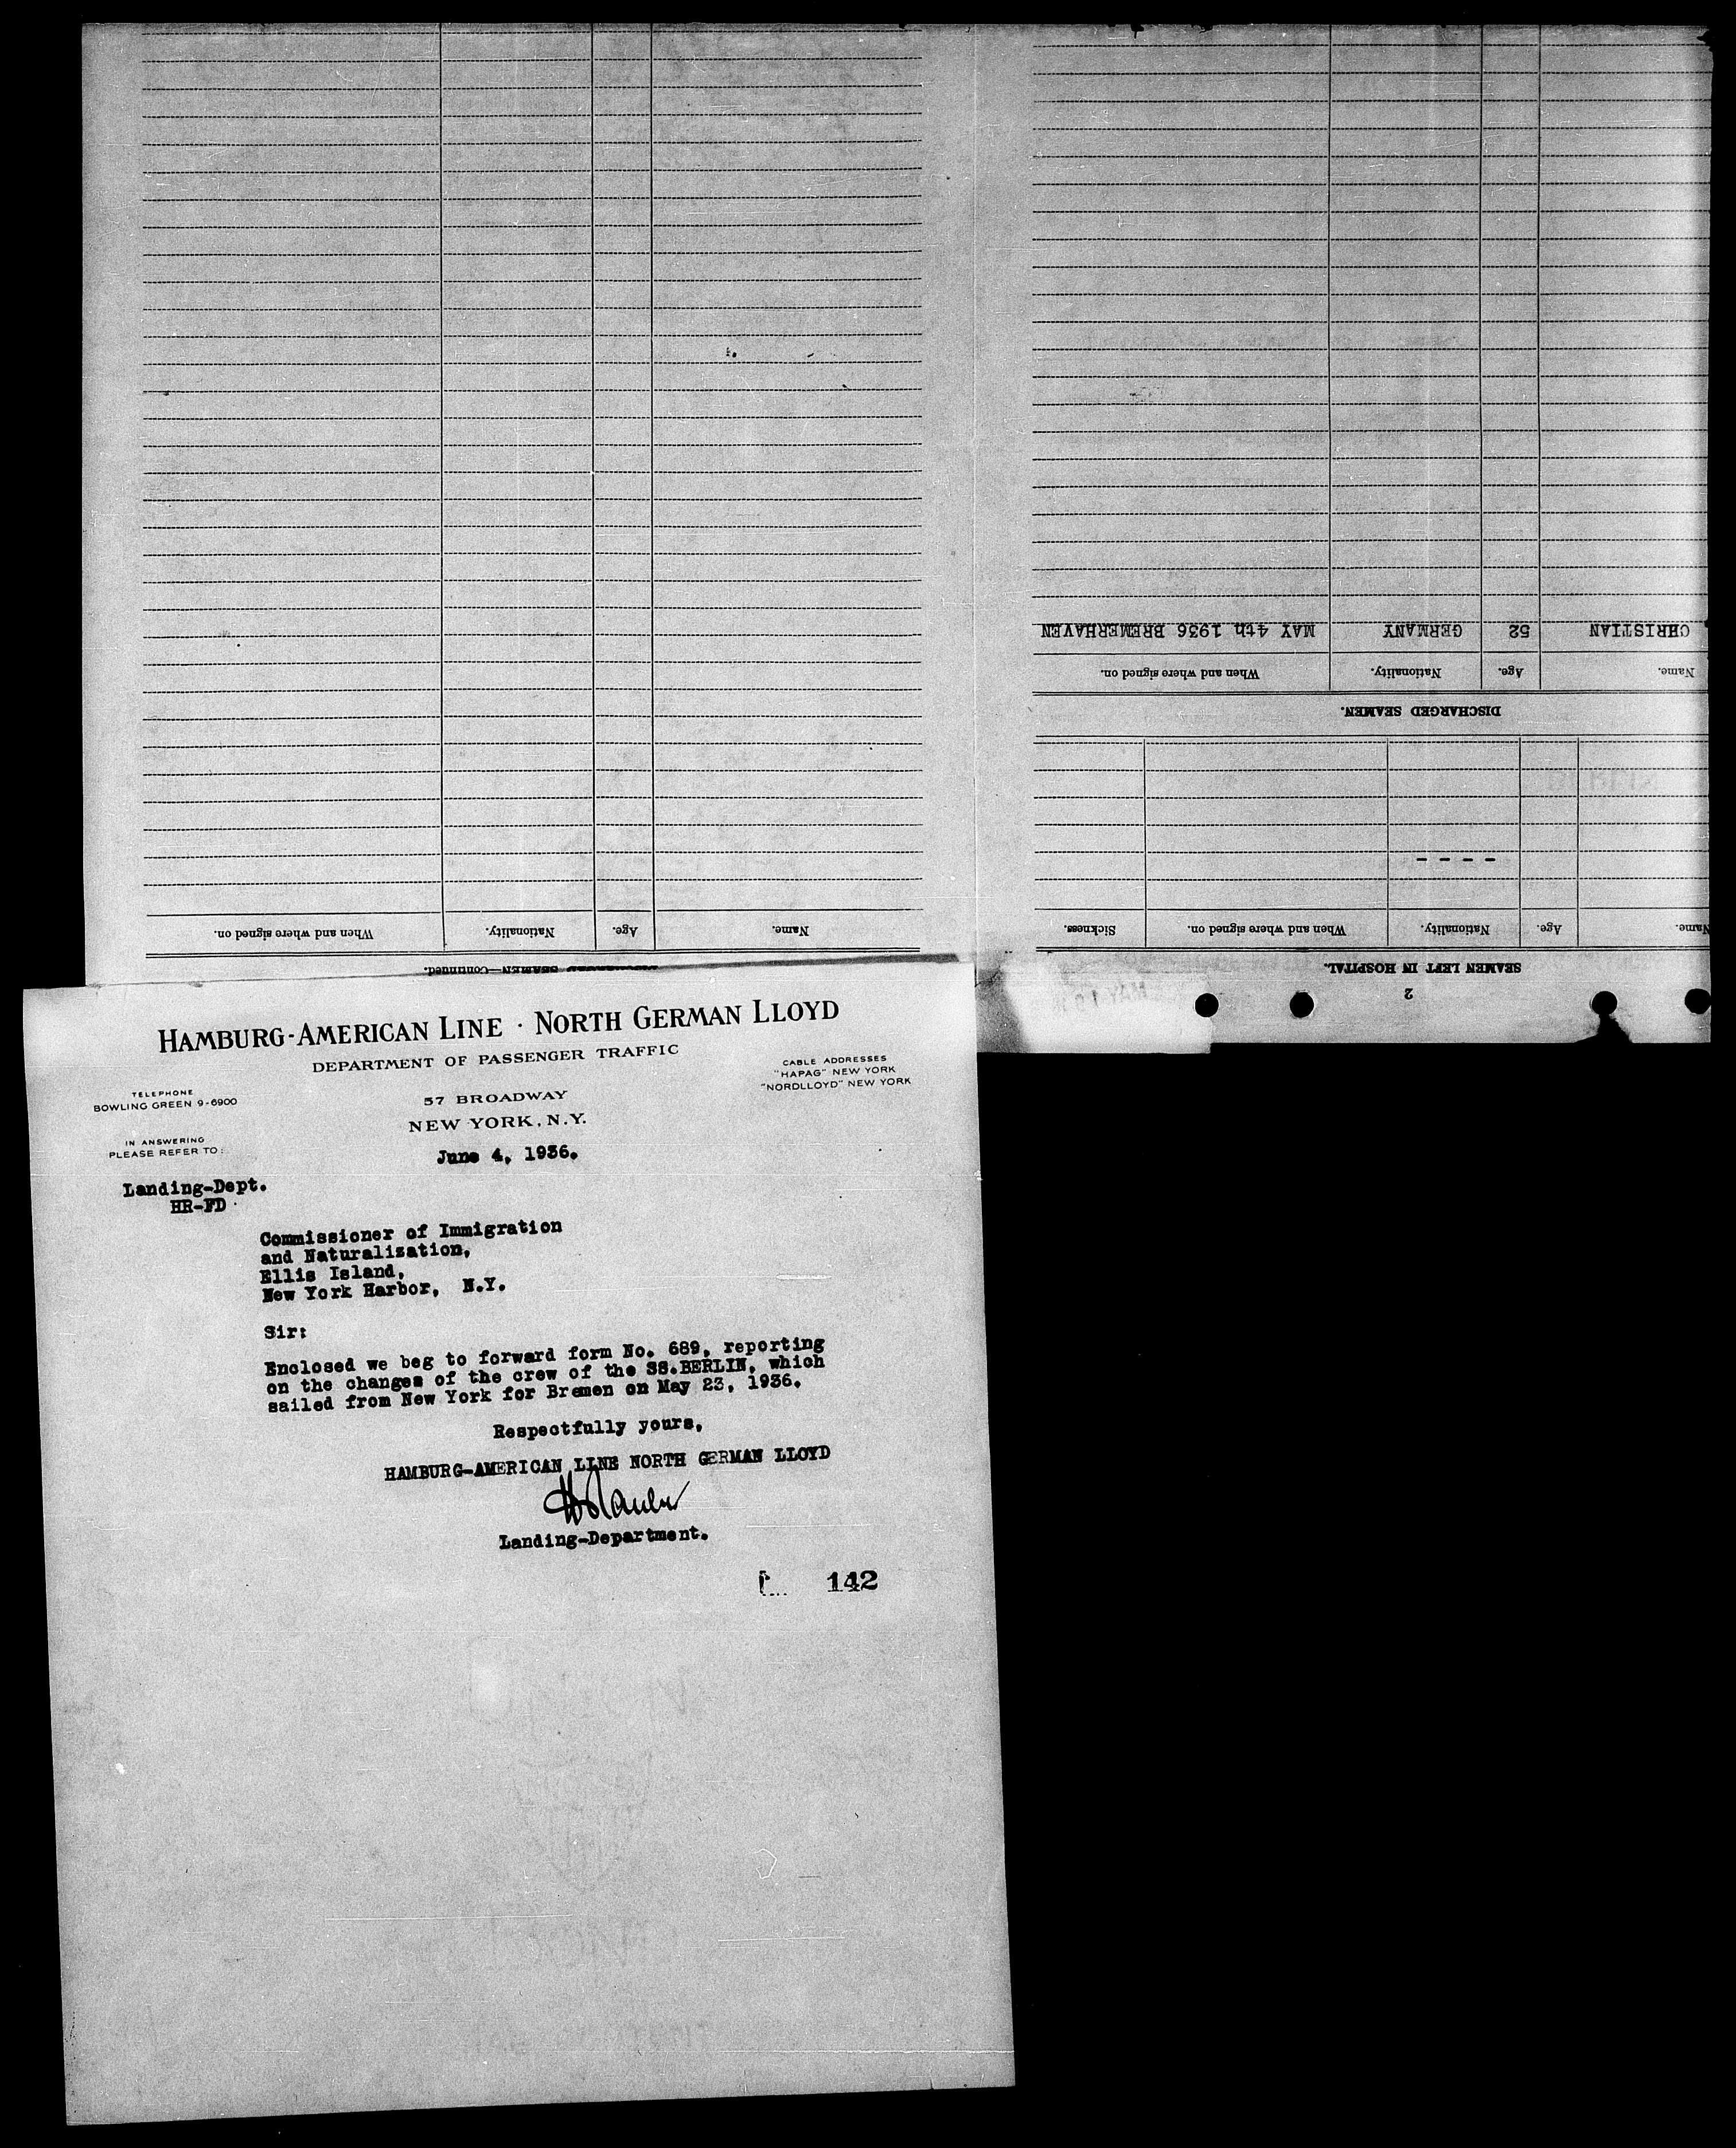 HAMBURG-AMERICAN LINE · NORTH GERMAN LLOYD
DEPARTMENT OF PASSENGER TRAFFIC
CABLE ADDRESSES
"HAPAG" NEW YORK
"NORDLLOYD" NEW YORK
TELEPHONE
BOWLING GREEN 9-6900
57 BROADWAY
NEW YORK, N.Y.
IN ANSWERING
PLEASE REFER TO:
June 4, 1936.
Landing-Dept.
HR-FD
Commissioner of Immigration
and Naturalization,
Ellis Island,
New York Harbor, N.Y.
Sir:
Enclosed we beg to forward form No. 689, reporting
on the changes of the crew of the SS.BERLIN, which
sailed from New York for Bremen on May 23, 1936.
Respectfully yours,
HAMBURG-AMERICAN LINE NORTH GERMAN LLOYD
Landing-Department.
142
2
SEAMEN LEFT IN HOSPITAL.
Name. Age. Nationality. When and where signed on. Sickness.
- - - -
DISCHARGED SEAMEN.
Name. Age. Nationality. When and where signed on.
CHRISTIAN 52 GERMANY MAY 4th 1936 BREMERHAVEN
SEAMEN—Continued.
Name. Age. Nationality. When and where signed on.